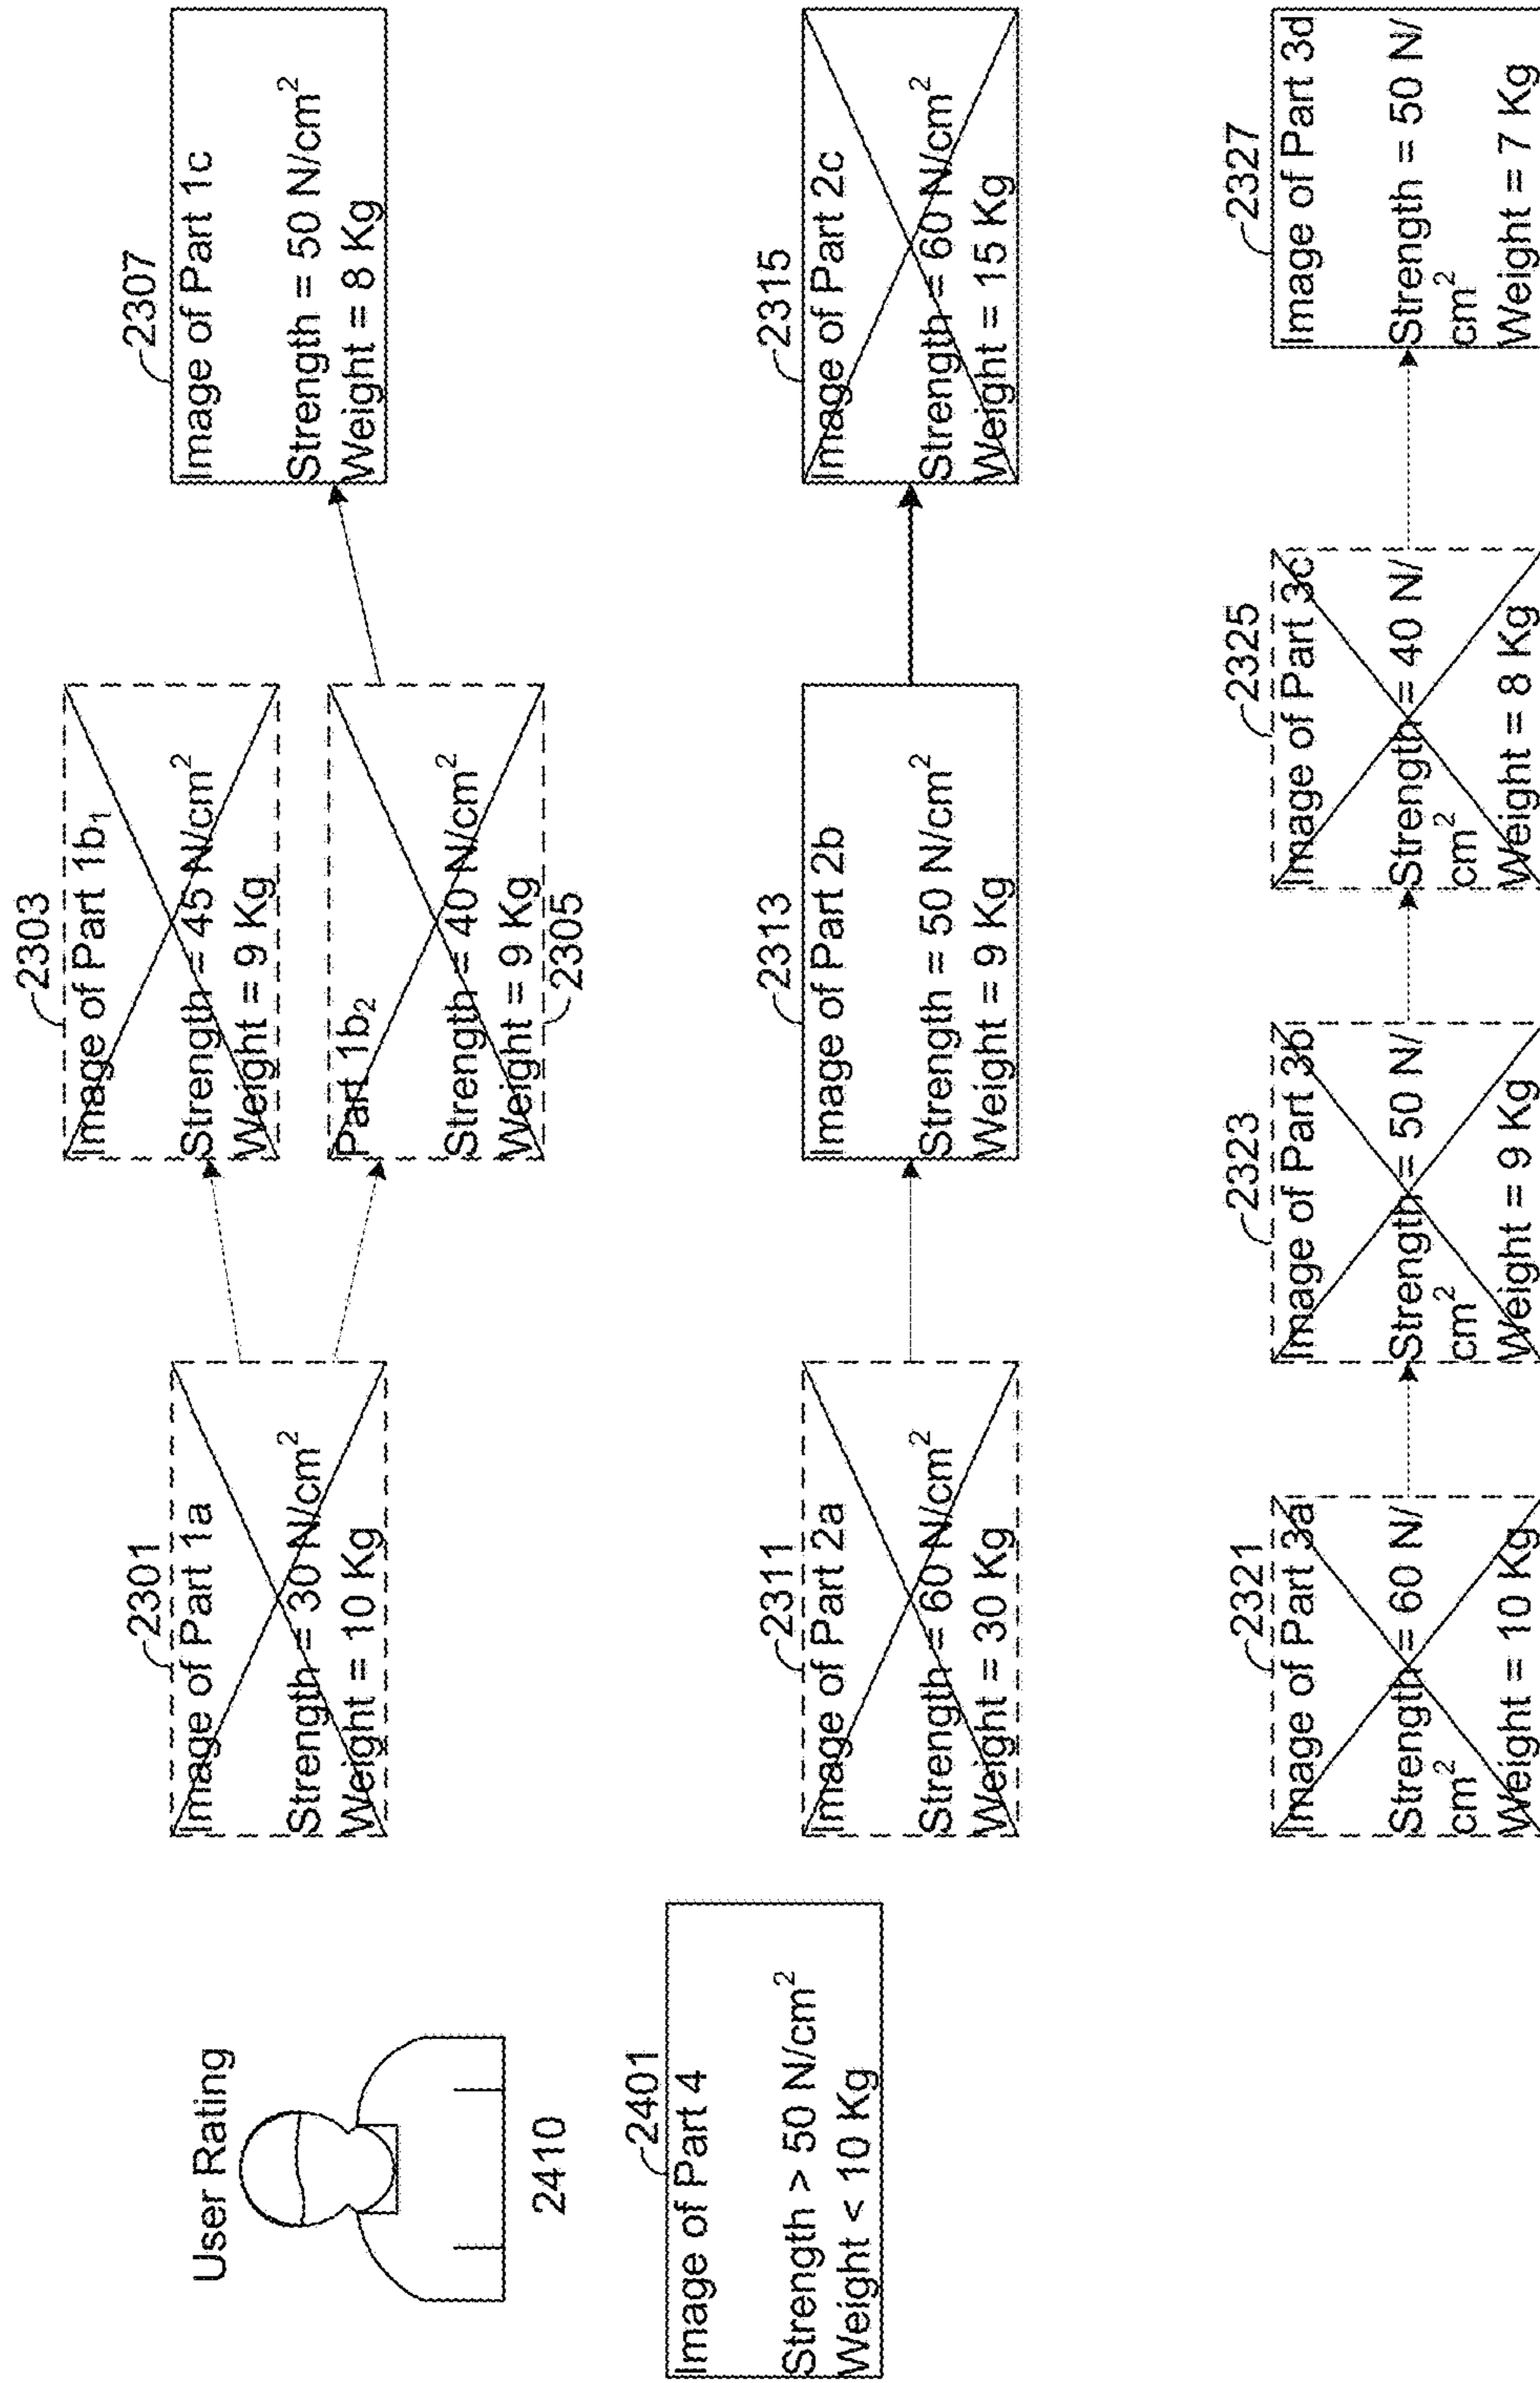 User Rating
2410
2401
Image of Part 4
Strength > 50 N/cm²
Weight < 10 Kg
2301
Image of Part 1a
Strength = 30 N/cm²
Weight = 10 Kg
2303
Image of Part 1b₁
Strength = 45 N/cm²
Weight = 9 Kg
Part 1b₂
Strength = 40 N/cm²
Weight = 9 Kg
2305
2307
Image of Part 1c
Strength = 50 N/cm²
Weight = 8 Kg
2311
Image of Part 2a
Strength = 60 N/cm²
Weight = 30 Kg
2313
Image of Part 2b
Strength = 50 N/cm²
Weight = 9 Kg
2315
Image of Part 2c
Strength = 60 N/cm²
Weight = 15 Kg
2321
Image of Part 3a
Strength = 60 N/
cm²
Weight = 10 Kg
2323
Image of Part 3b
Strength = 50 N/
cm²
Weight = 9 Kg
2325
Image of Part 3c
Strength = 40 N/
cm²
Weight = 8 Kg
2327
Image of Part 3d
Strength = 50 N/
cm²
Weight = 7 Kg